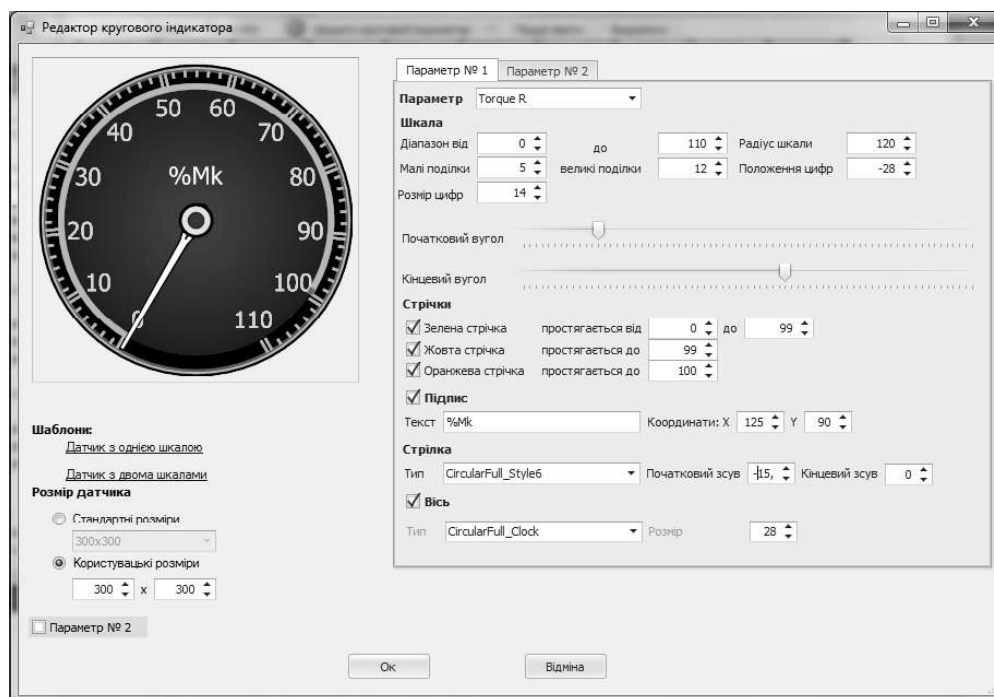 Редактор кругового індикатора
50 60
40 70
30 %Mk 80
20 90
10 100
0 110
Шаблони:
Датчик з однією шкалою
Датчик з двома шкалами
Розмір датчика
Стандартні розміри
300x300
Користувацькі розміри
300 x 300
Параметр № 2
Параметр № 1 Параметр № 2
Параметр Torque R
Шкала
Діапазон від 0 до 110 Радіус шкали 120
Малі поділки 5 великі поділки 12 Положення цифр -28
Розмір цифр 14
Початковий вугол
Кінцевий вугол
Стрічки
Зелена стрічка простягається від 0 до 99
Жовта стрічка простягається до 99
Оранжева стрічка простягається до 100
Підпис
Текст %Mk Координати: X 125 Y 90
Стрілка
Тип CircularFull_Style6 Початковий зсув -15, Кінцевий зсув 0
Вісь
Тип CircularFull_Clock Розмір 28
Ок Відміна